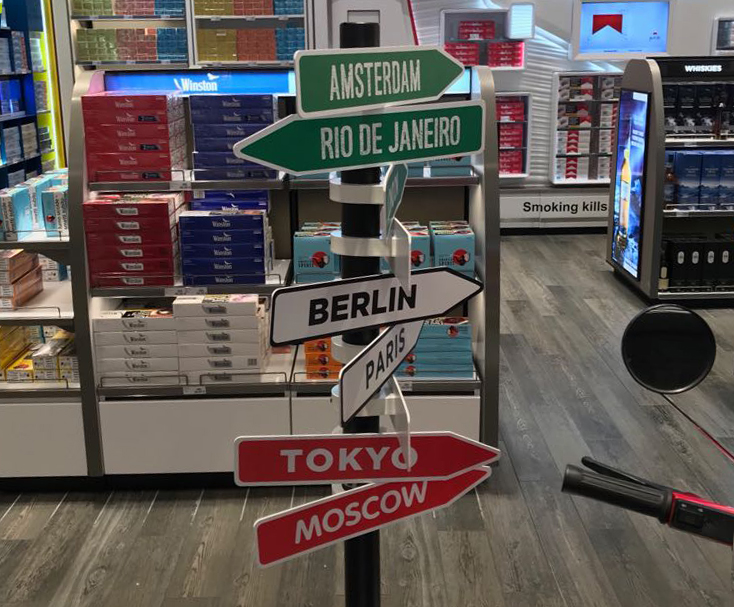 AMSTERDAM
RIO DE JANEIRO
BERLIN
PARIS
TOKYO
MOSCOW
Winston
Smoking kills
WHISKIES